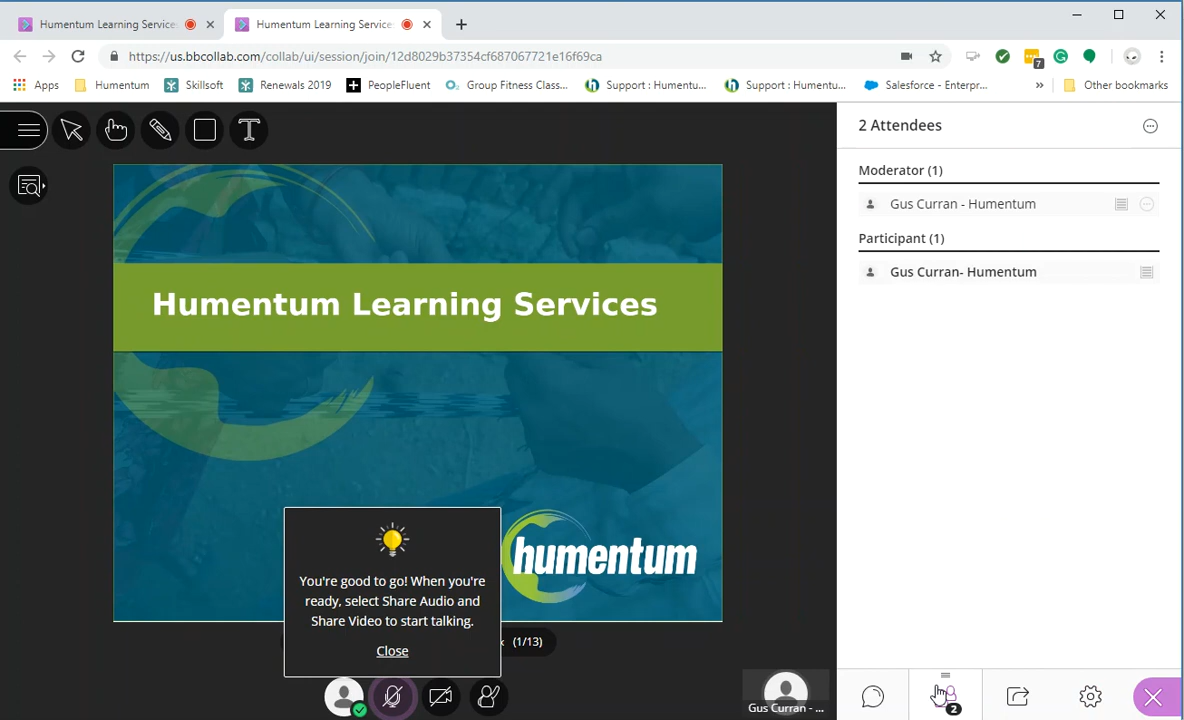 Humentum Learning Service
Humentum Learning Service
https://us.bbcollab.com/collab/ui/session/join/12d8029b37354cf687067721e16f69ca
7
Apps
Humentum
Skillsoft
Renewals 2019
PeopleFluent
Group Fitness Class...
Support : Humentu...
Support : Humentu...
Salesforce - Enterpr...
»
Other bookmarks
T
2 Attendees
Moderator (1)
Gus Curran - Humentum
Participant (1)
Gus Curran- Humentum
Humentum Learning Services
humentum
You're good to go! When you're
ready, select Share Audio and
Share Video to start talking.
Close
(1/13)
Gus Curran - ...
2